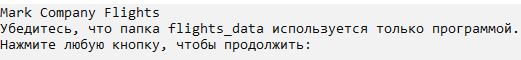 Mark Company Flights
Убедитесь, что папка flights_data используется только программой.
Нажмите любую кнопку, чтобы продолжить: